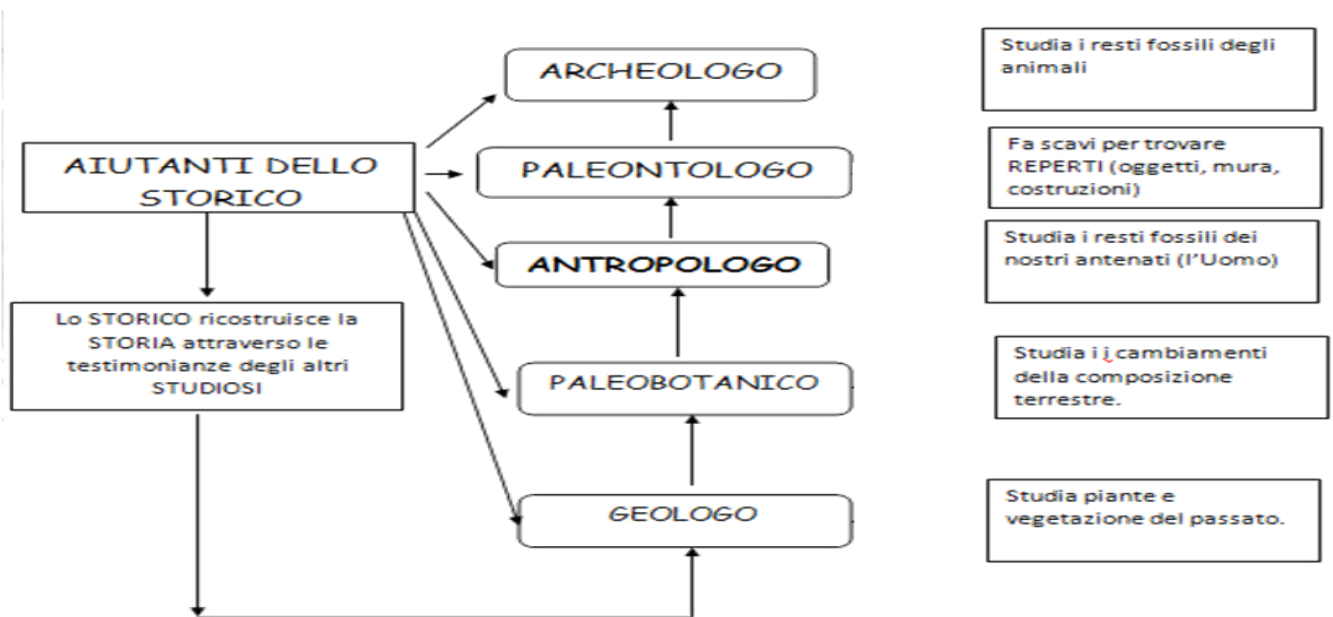 AIUTANTI DELLO
STORICO
Lo STORICO ricostruisce la
STORIA attraverso le
testimonianze degli altri
STUDIOSI
ARCHEOLOGO
PALEONTOLOGO
ANTROPOLOGO
PALEOBOTANICO
GEOLOGO
Studia i resti fossili degli
animali
Fa scavi per trovare
REPERTI (oggetti, mura,
costruzioni)
Studia i resti fossili dei
nostri antenati (l'Uomo)
Studia i i cambiamenti
della composizione
terrestre.
Studia piante e
vegetazione del passato.